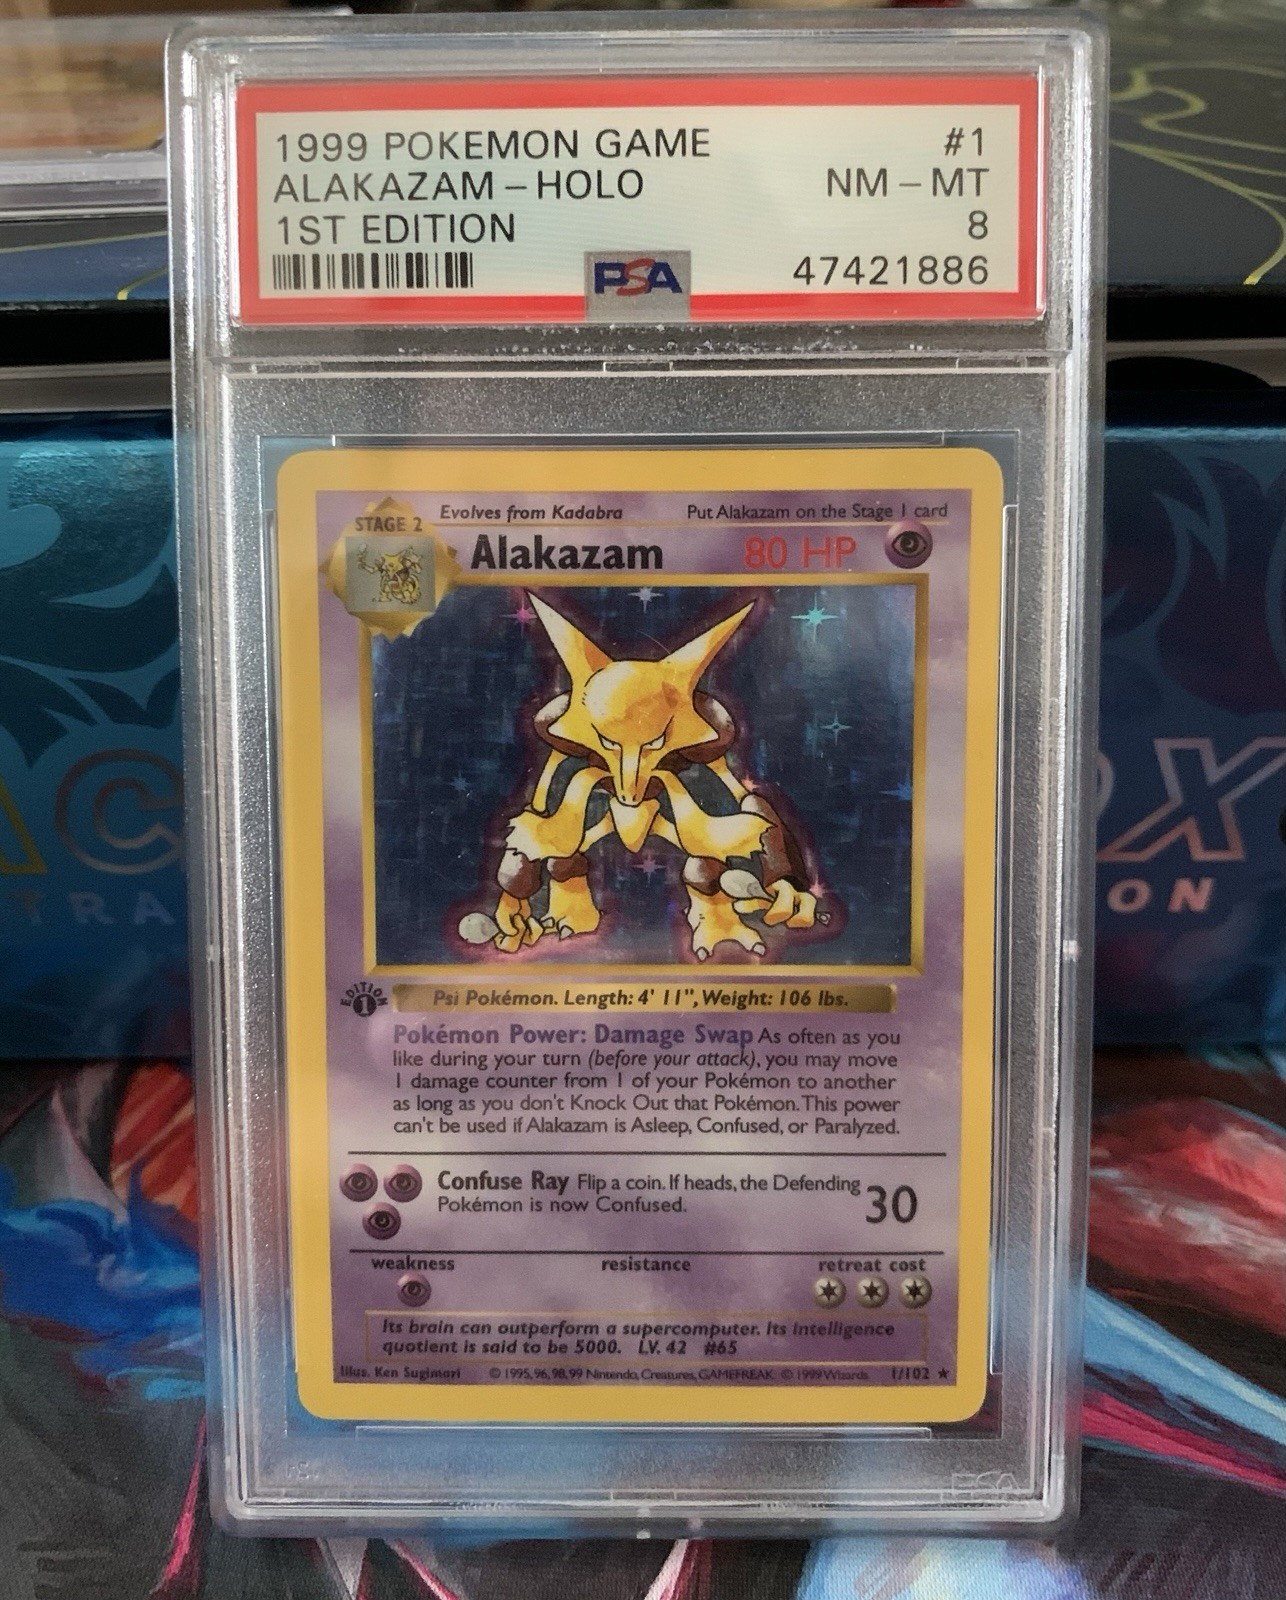 1999 POKEMON GAME #1
ALAKAZAM – HOLO NM – MT
1ST EDITION 8
PSA 47421886
STAGE 2 Evolves from Kadabra Put Alakazam on the Stage 1 card
Alakazam 80 HP
EDITION 1
Psi Pokémon. Length: 4' 11", Weight: 106 lbs.
Pokémon Power: Damage Swap As often as you
like during your turn (before your attack), you may move
1 damage counter from 1 of your Pokémon to another
as long as you don't Knock Out that Pokémon. This power
can't be used if Alakazam is Asleep, Confused, or Paralyzed.
Confuse Ray Flip a coin. If heads, the Defending
Pokémon is now Confused. 30
weakness resistance retreat cost
Its brain can outperform a supercomputer. Its intelligence
quotient is said to be 5000. LV. 42 #65
Illus. Ken Sugimori © 1995, 96, 98, 99 Nintendo, Creatures, GAMEFREAK © 1999 Wizards. 1/102 ★
PSA